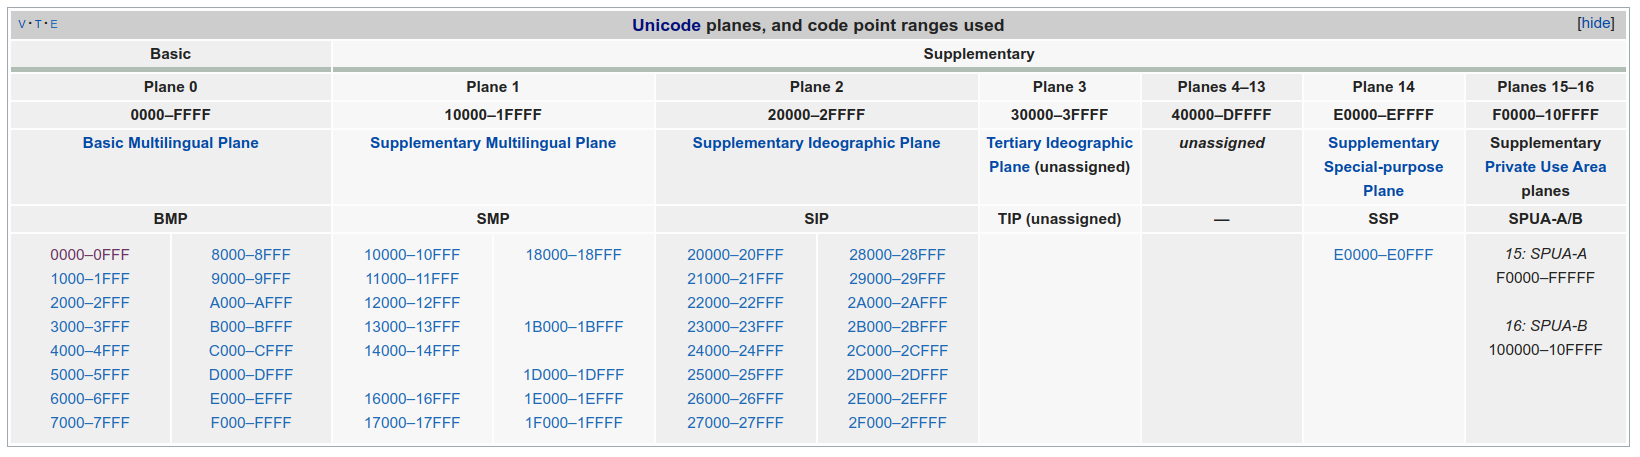 V·T·E Unicode planes, and code point ranges used [hide]
Basic Supplementary
Plane 0 Plane 1 Plane 2 Plane 3 Planes 4–13 Plane 14 Planes 15–16
0000–FFFF 10000–1FFFF 20000–2FFFF 30000–3FFFF 40000–DFFFF E0000–EFFFF F0000–10FFFF
Basic Multilingual Plane Supplementary Multilingual Plane Supplementary Ideographic Plane Tertiary Ideographic unassigned Supplementary Supplementary
Plane (unassigned) Special-purpose Private Use Area
Plane planes
BMP SMP SIP TIP (unassigned) — SSP SPUA-A/B
0000–0FFF 8000–8FFF 10000–10FFF 18000–18FFF 20000–20FFF 28000–28FFF E0000–E0FFF 15: SPUA-A
1000–1FFF 9000–9FFF 11000–11FFF 21000–21FFF 29000–29FFF F0000–FFFFF
2000–2FFF A000–AFFF 12000–12FFF 22000–22FFF 2A000–2AFFF
3000–3FFF B000–BFFF 13000–13FFF 1B000–1BFFF 23000–23FFF 2B000–2BFFF 16: SPUA-B
4000–4FFF C000–CFFF 14000–14FFF 24000–24FFF 2C000–2CFFF 100000–10FFFF
5000–5FFF D000–DFFF 1D000–1DFFF 25000–25FFF 2D000–2DFFF
6000–6FFF E000–EFFF 16000–16FFF 1E000–1EFFF 26000–26FFF 2E000–2EFFF
7000–7FFF F000–FFFF 17000–17FFF 1F000–1FFFF 27000–27FFF 2F000–2FFFF